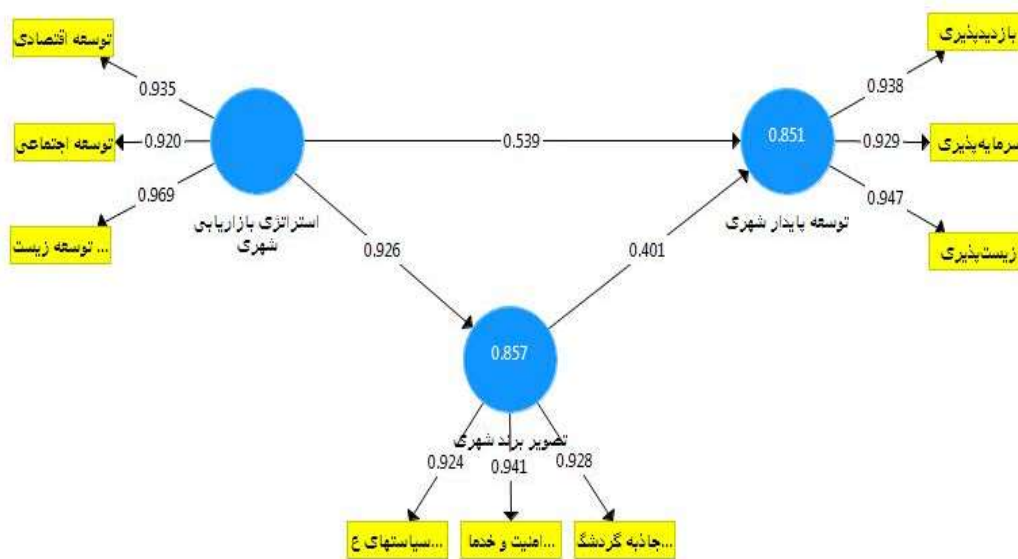 توسعه اقتصادی
0.935
توسعه اجتماعی
0.920
توسعه زیست ...
0.969
استراتژی بازاریابی
شهری
0.539
0.926
0.851
توسعه پایدار شهری
بازدیدپذیری
0.938
سرمایه‌پذیری
0.929
زیست‌پذیری
0.947
0.401
0.857
تصویر برند شهری
0.924
0.941
0.928
سیاستهای ع...
امنیت و خدما...
جاذبه گردشگ...